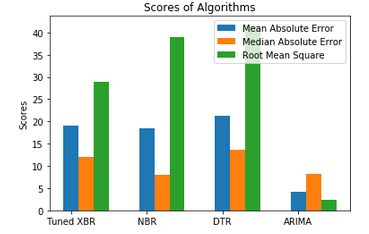 Scores of Algorithms
Mean Absolute Error
Median Absolute Error
Root Mean Square
40
35
30
25
20
15
10
5
0
Scores
Tuned XBR
NBR
DTR
ARIMA